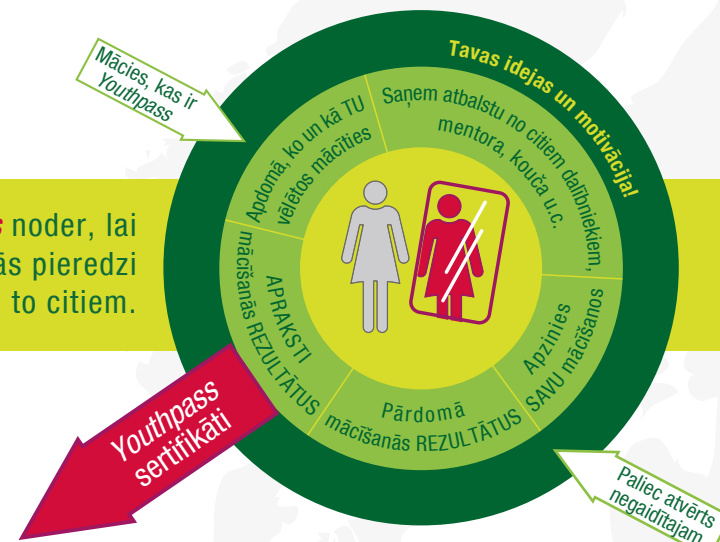 Mācies, kas ir
Youthpass
Tavas idejas un motivācija!
Apdomā, ko un kā TU
vēlētos mācīties
Saņem atbalstu no citiem dalībniekiem,
mentora, kouča u.c.
s noder, lai
ās pieredzi
to citiem.
Apzinies
SAVU mācīšanos
Pārdomā
mācīšanās REZULTĀTUS
APRAKSTI
mācīšanās REZULTĀTUS
Youthpass
sertifikāti
Paliec atvērts
negaidītajam